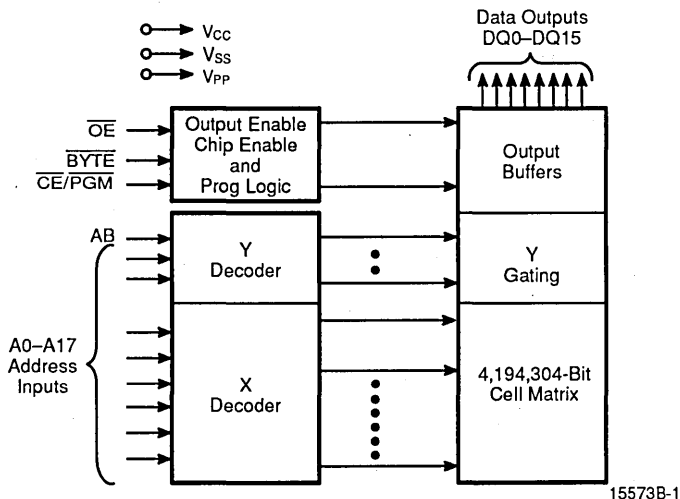 Data Outputs
DQ0–DQ15
VCC
VSS
VPP
OE
BYTE
CE/PGM
Output Enable
Chip Enable
and
Prog Logic
Output
Buffers
AB
Y
Decoder
Y
Gating
A0–A17
Address
Inputs
X
Decoder
4,194,304-Bit
Cell Matrix
15573B-1